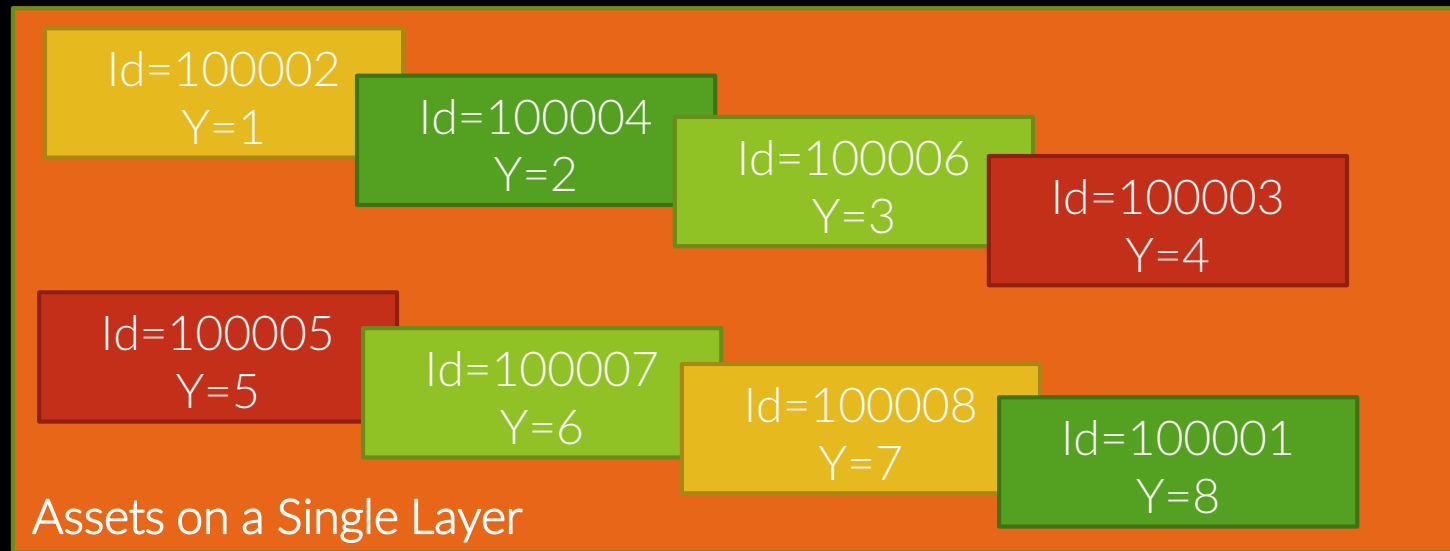 Id=100002
Y=1
Id=100004
Y=2
Id=100006
Y=3
Id=100003
Y=4
Id=100005
Y=5
Id=100007
Y=6
Id=100008
Y=7
Id=100001
Y=8
Assets on a Single Layer